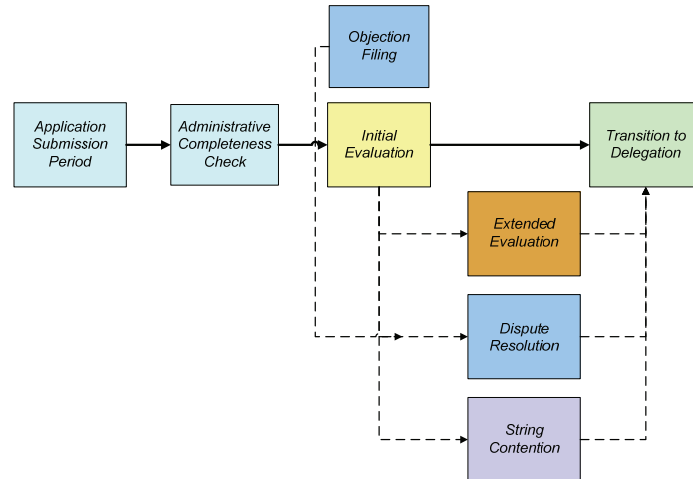 Objection
Filing
Application
Submission
Period
Administrative
Completeness
Check
Initial
Evaluation
Transition to
Delegation
Extended
Evaluation
Dispute
Resolution
String
Contention